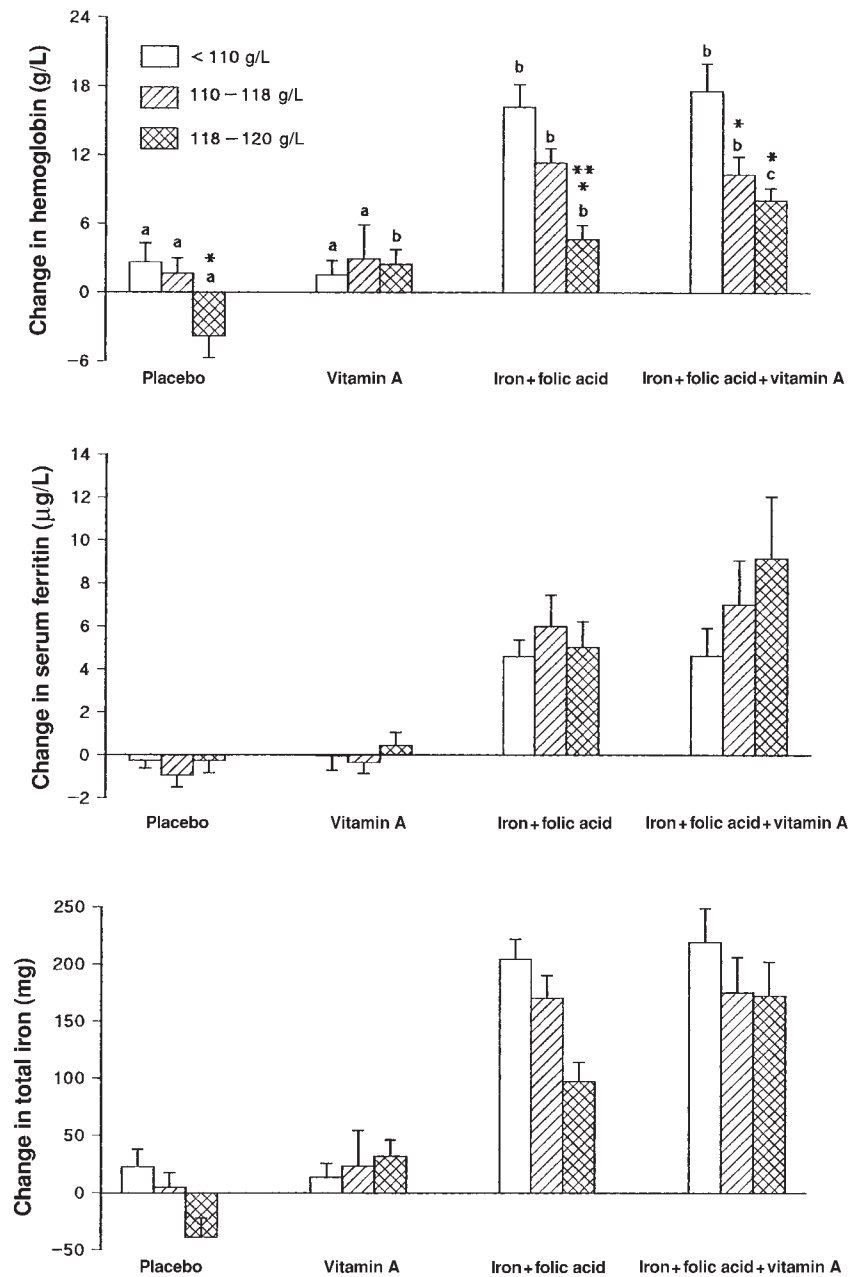 Change in hemoglobin (g/L)
24
18
12
6
0
−6
< 110 g/L
110−118 g/L
118−120 g/L
a
a
*
a
a
a
b
b
b
**
*
b
b
*
b
*
c
Placebo
Vitamin A
Iron+folic acid
Iron+folic acid+vitamin A
Change in serum ferritin (μg/L)
14
12
10
8
6
4
2
0
−2
Placebo
Vitamin A
Iron+folic acid
Iron+folic acid+vitamin A
Change in total iron (mg)
250
200
150
100
50
0
−50
Placebo
Vitamin A
Iron+folic acid
Iron+folic acid+vitamin A